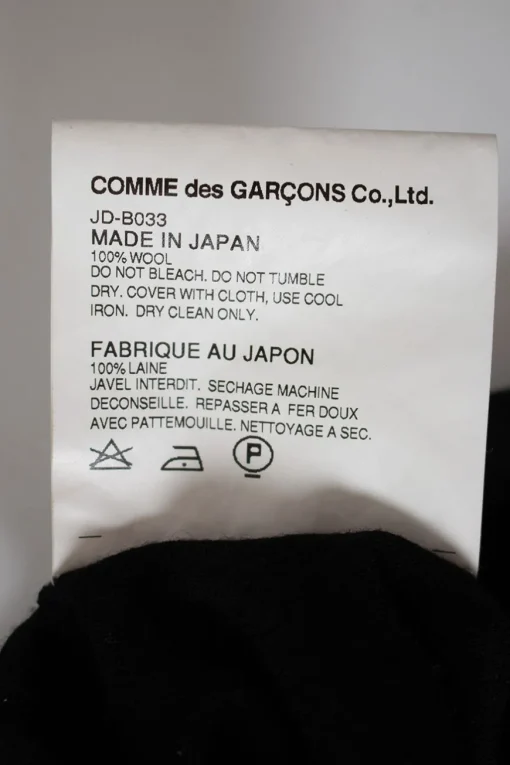 COMME des GARÇONS Co.,Ltd.
JD-B033
MADE IN JAPAN
100% WOOL
DO NOT BLEACH. DO NOT TUMBLE
DRY. COVER WITH CLOTH, USE COOL
IRON. DRY CLEAN ONLY.
FABRIQUE AU JAPON
100% LAINE
JAVEL INTERDIT. SECHAGE MACHINE
DECONSEILLE. REPASSER A FER DOUX
AVEC PATTEMOUILLE. NETTOYAGE A SEC.
P